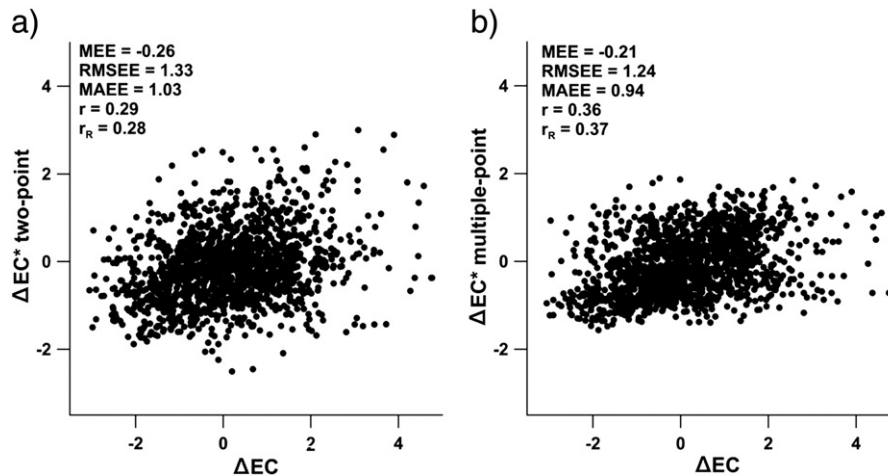 a)
MEE = -0.26
RMSEE = 1.33
MAEE = 1.03
r = 0.29
r_R = 0.28
4
2
0
-2
ΔEC* two-point
-2 0 2 4
ΔEC
b)
MEE = -0.21
RMSEE = 1.24
MAEE = 0.94
r = 0.36
r_R = 0.37
4
2
0
-2
ΔEC* multiple-point
-2 0 2 4
ΔEC